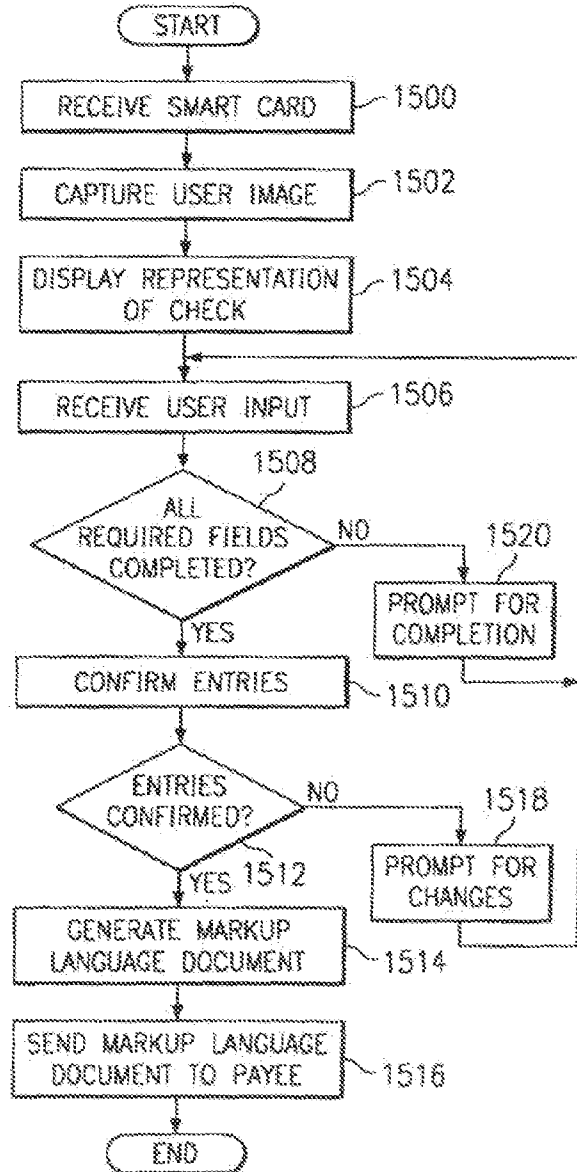 START
RECEIVE SMART CARD
1500
CAPTURE USER IMAGE
1502
DISPLAY REPRESENTATION
OF CHECK
1504
RECEIVE USER INPUT
1506
1508
ALL
REQUIRED FIELDS
COMPLETED?
NO
1520
PROMPT FOR
COMPLETION
YES
CONFIRM ENTRIES
1510
ENTRIES
CONFIRMED?
NO
1518
PROMPT FOR
CHANGES
1512
YES
GENERATE MARKUP
LANGUAGE DOCUMENT
1514
SEND MARKUP LANGUAGE
DOCUMENT TO PAYEE
1516
END